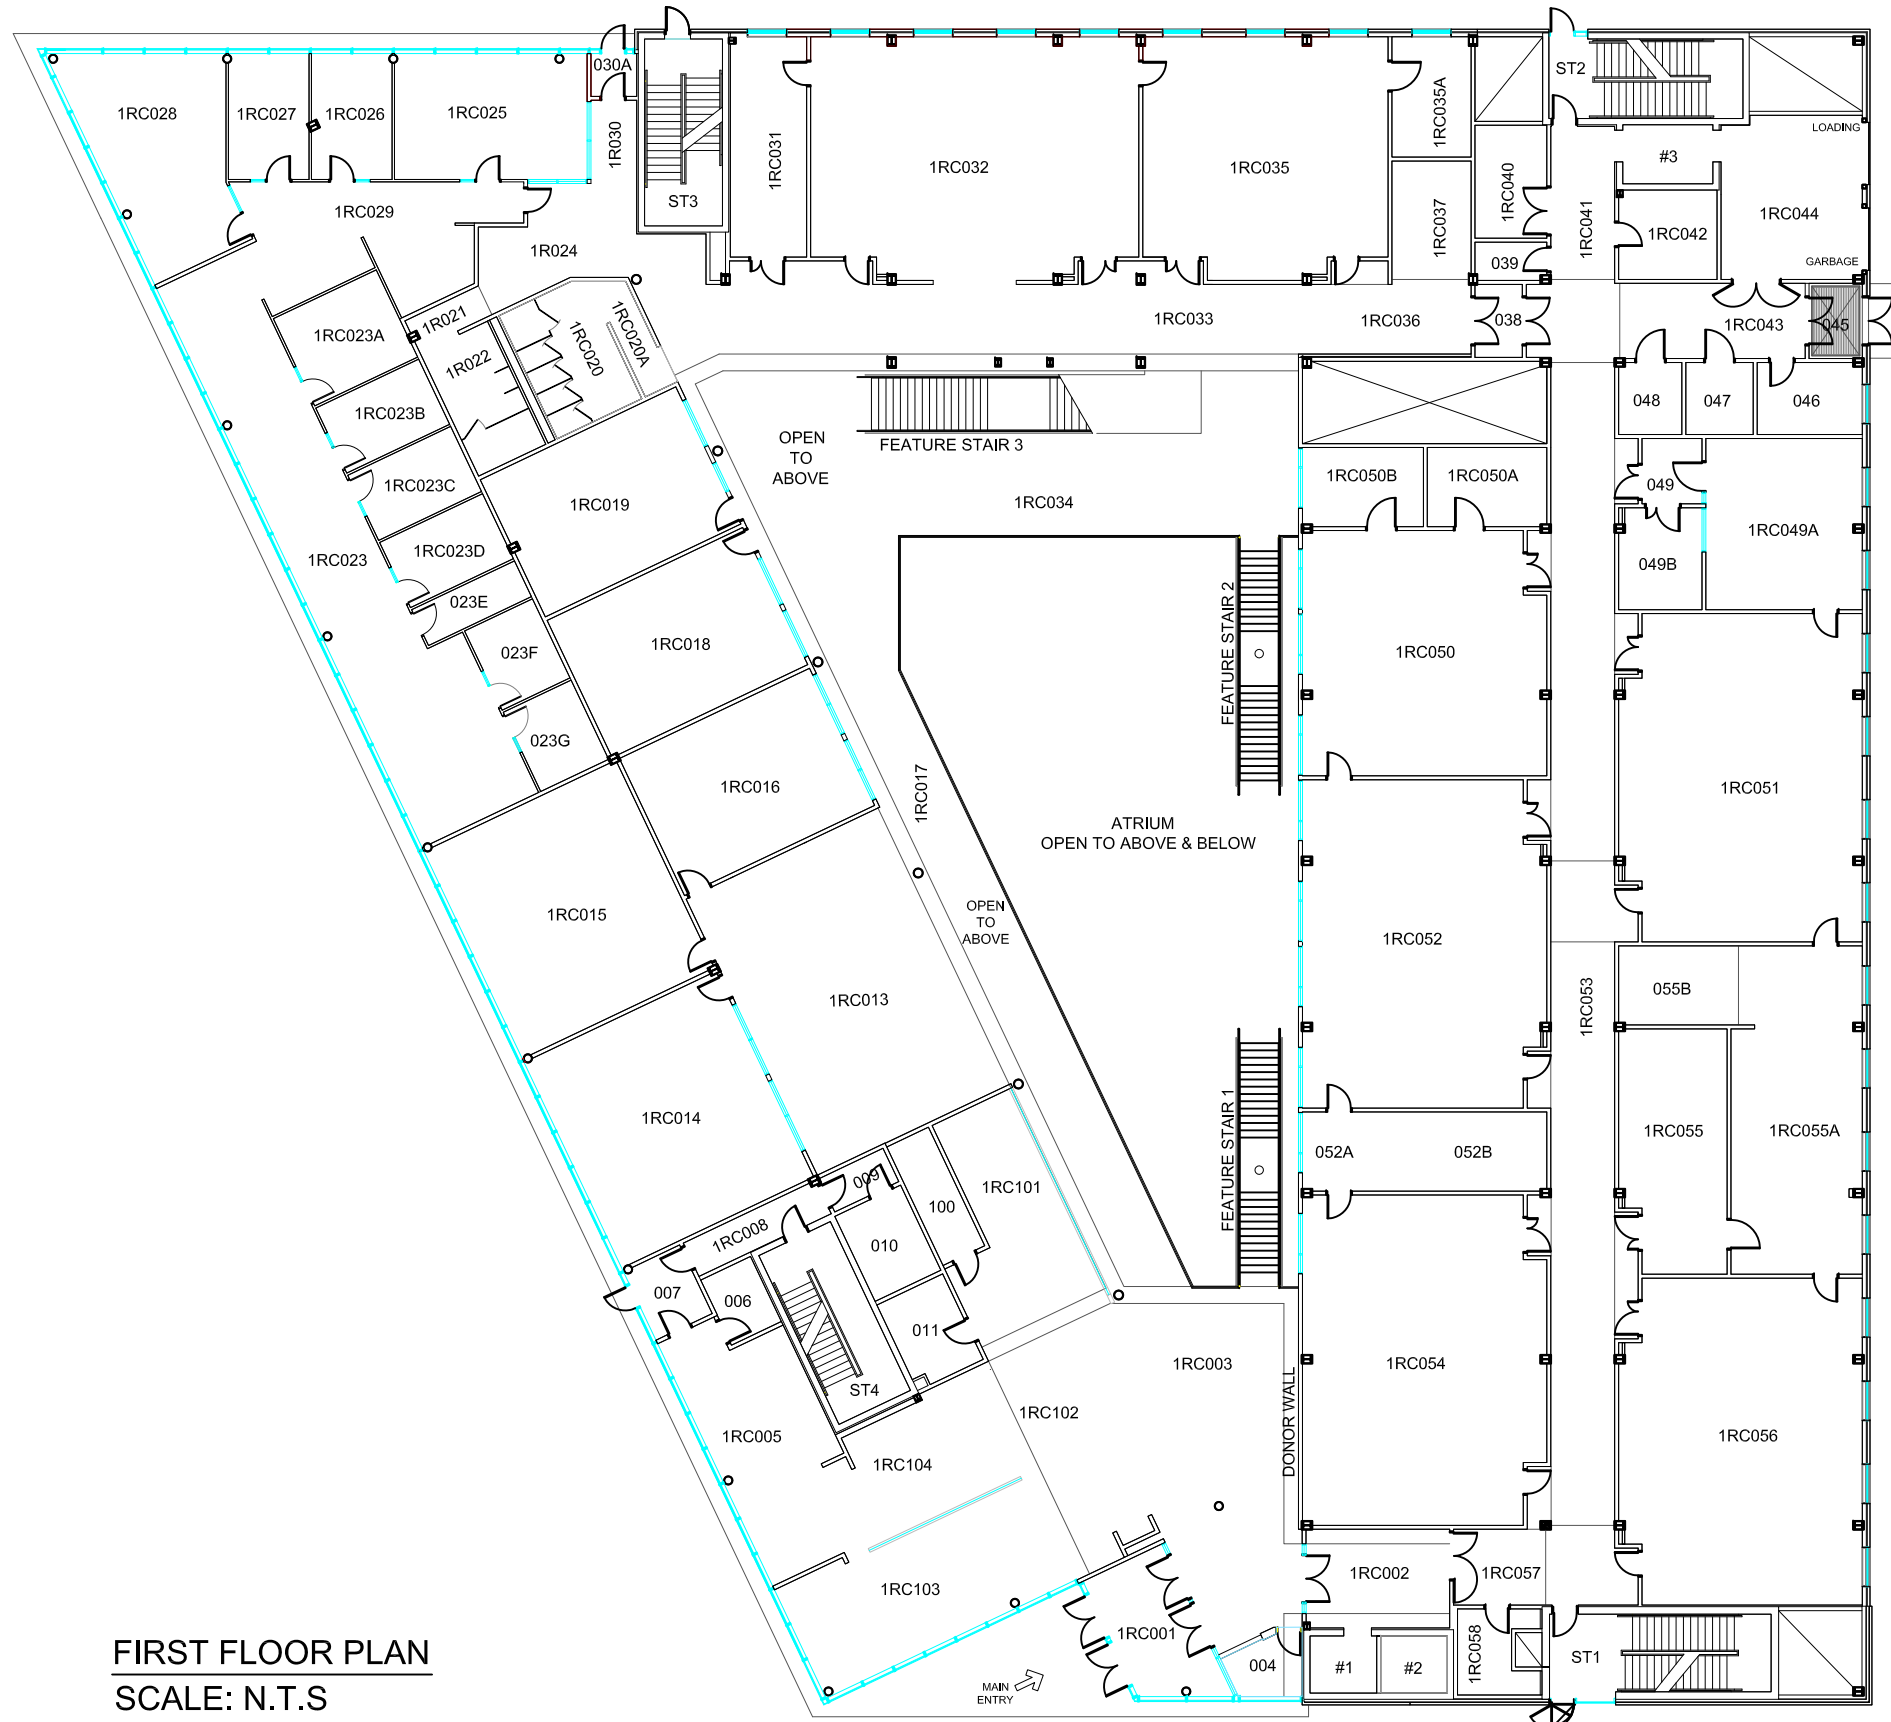 030A
ST2
1RC028
1RC027
1RC026
1RC025
1R030
1RC031
1RC032
1RC035
1RC035A
LOADING
#3
1RC040
1RC041
1RC037
ST3
1RC029
1RC044
1RC042
1R024
039
GARBAGE
1R021
1RC033
1RC036
038
1RC043
045
1RC023A
1R022
1RC020
1RC020A
1RC023B
048
047
046
OPEN
TO
ABOVE
FEATURE STAIR 3
1RC023C
1RC019
1RC034
1RC050B
1RC050A
049
1RC049A
1RC023
1RC023D
049B
023E
FEATURE STAIR 2
023F
1RC018
1RC050
023G
1RC016
1RC017
1RC051
ATRIUM
OPEN TO ABOVE & BELOW
1RC015
OPEN
TO
ABOVE
1RC052
1RC013
1RC053
055B
1RC014
FEATURE STAIR 1
052A
052B
1RC055
1RC055A
009
1RC101
100
1RC008
010
007
006
011
ST4
1RC003
1RC054
1RC102
DONOR WALL
1RC005
1RC104
1RC056
1RC103
1RC002
1RC057
1RC001
1RC058
ST1
004
#1
#2
MAIN
ENTRY
FIRST FLOOR PLAN
SCALE: N.T.S